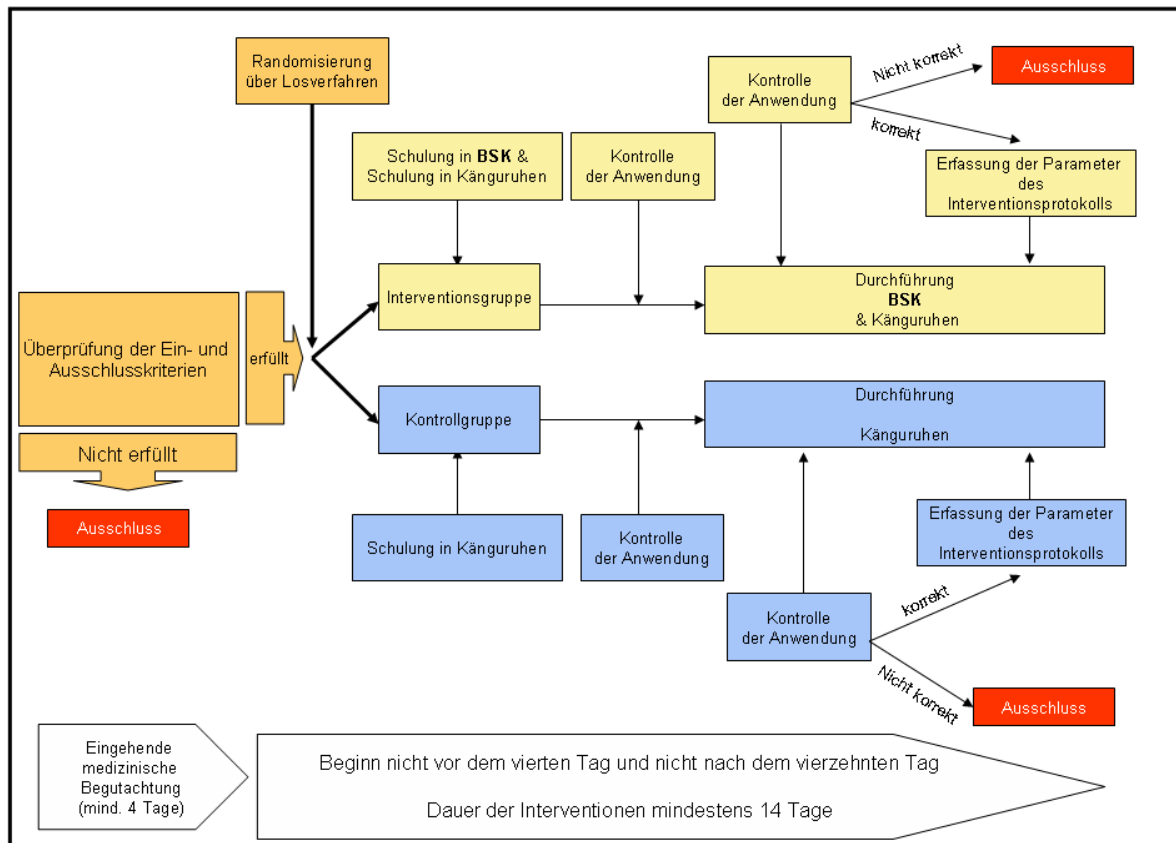 Randomisierung
über Losverfahren
Kontrolle
der Anwendung
Nicht korrekt
korrekt
Ausschluss
Schulung in BSK &
Schulung in Känguruhen
Kontrolle
der Anwendung
Erfassung der Parameter
des
Interventionsprotokolls
Interventionsgruppe
Durchführung
BSK
& Känguruhen
Überprüfung der Ein- und
Ausschlusskriterien
erfüllt
Nicht erfüllt
Ausschluss
Kontrollgruppe
Durchführung
Känguruhen
Schulung in Känguruhen
Kontrolle
der Anwendung
Erfassung der Parameter
des
Interventionsprotokolls
Kontrolle
der Anwendung
korrekt
Nicht korrekt
Ausschluss
Eingehende
medizinische
Begutachtung
(mind. 4 Tage)
Beginn nicht vor dem vierten Tag und nicht nach dem vierzehnten Tag
Dauer der Interventionen mindestens 14 Tage